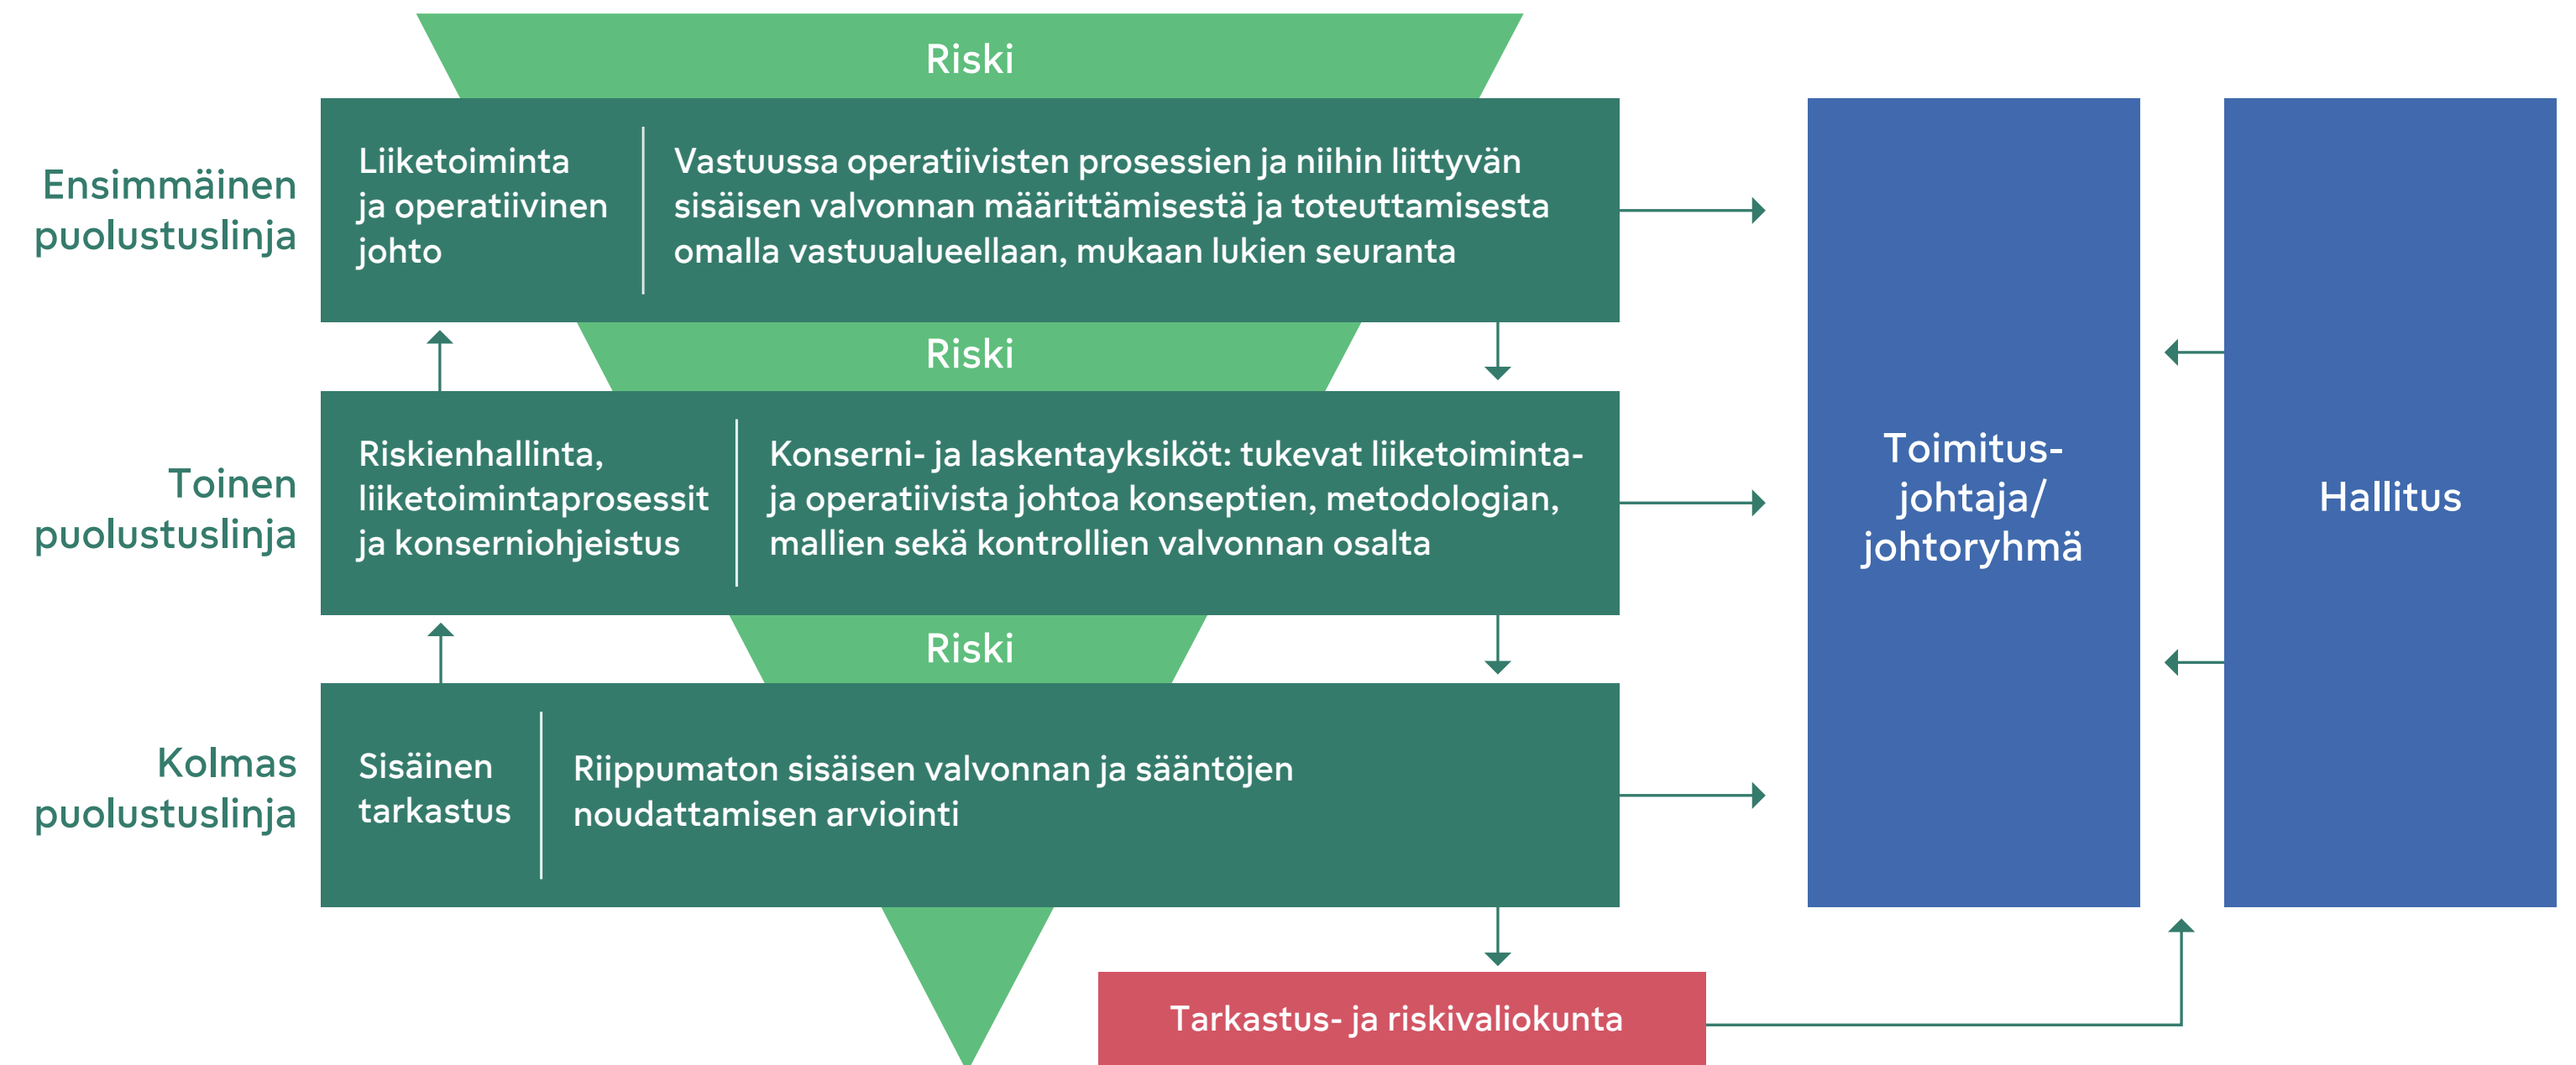 Riski
Ensimmäinen
puolustuslinja
Liiketoiminta
ja operatiivinen
johto
Vastuussa operatiivisten prosessien ja niihin liittyvän
sisäisen valvonnan määrittämisestä ja toteuttamisesta
omalla vastuualueellaan, mukaan lukien seuranta
Riski
Toinen
puolustuslinja
Riskienhallinta,
liiketoimintaprosessit
ja konserniohjeistus
Konserni- ja laskentayksiköt: tukevat liiketoiminta-
ja operatiivista johtoa konseptien, metodologian,
mallien sekä kontrollien valvonnan osalta
Riski
Kolmas
puolustuslinja
Sisäinen
tarkastus
Riippumaton sisäisen valvonnan ja sääntöjen
noudattamisen arviointi
Tarkastus- ja riskivaliokunta
Toimitus-
johtaja/
johtoryhmä
Hallitus